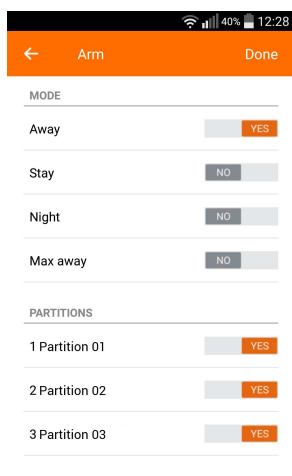 40% 12:28
Arm Done
MODE
Away YES
Stay NO
Night NO
Max away NO
PARTITIONS
1 Partition 01 YES
2 Partition 02 YES
3 Partition 03 YES